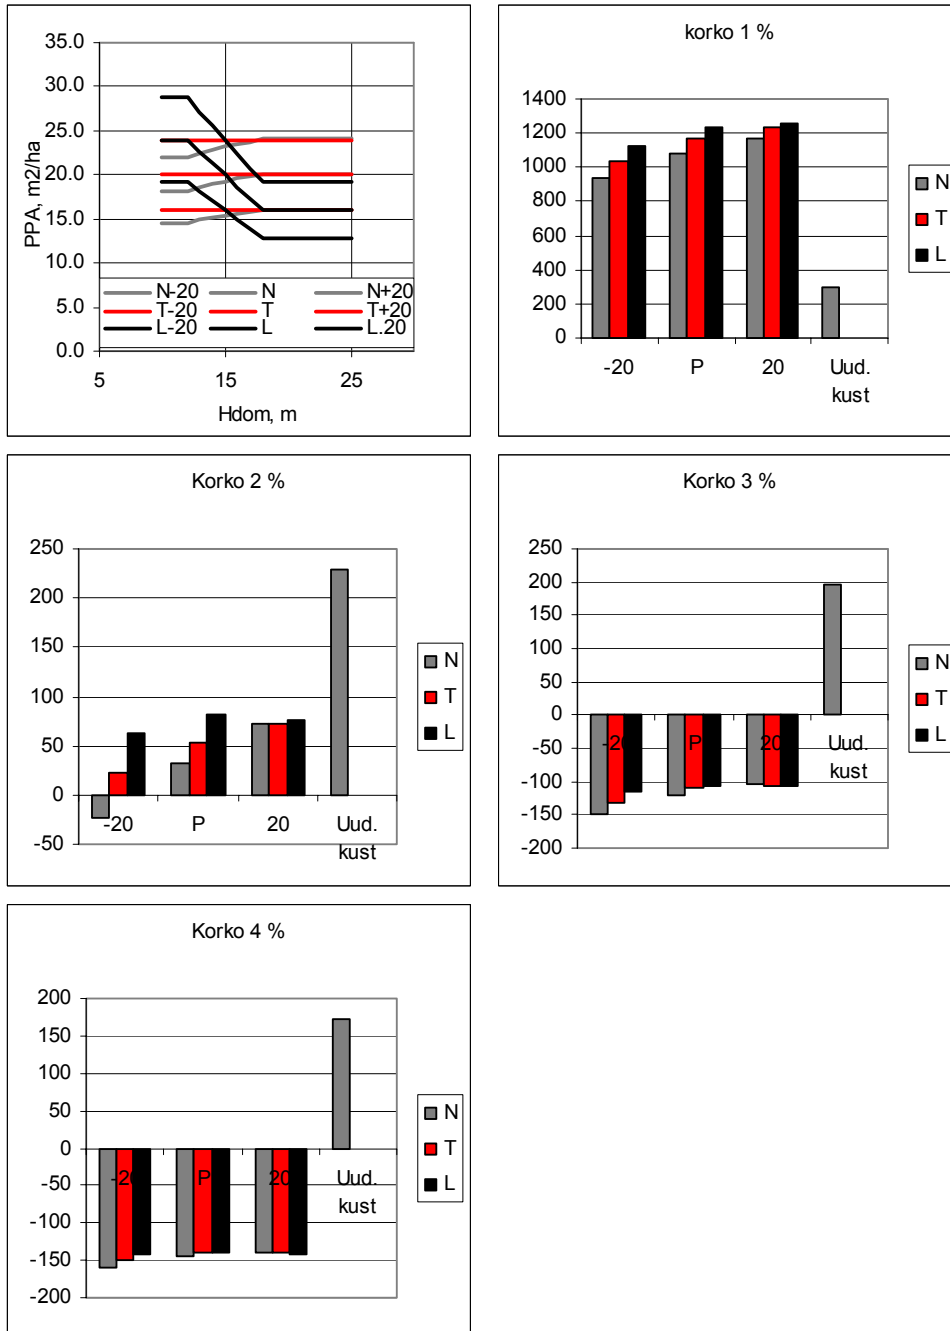 35.0
30.0
25.0
20.0
15.0
10.0
5.0
0.0
PPA, m2/ha
N-20 N N+20
T-20 T T+20
L-20 L L.20
5 15 25
Hdom, m
korko 1 %
1400
1200
1000
800
600
400
200
0
-20 P 20 Uud.
kust
N
T
L
Korko 2 %
250
200
150
100
50
0
-50
-20 P 20 Uud.
kust
N
T
L
Korko 3 %
250
200
150
100
50
0
-50
-100
-150
-200
-20 P 20 Uud.
kust
N
T
L
Korko 4 %
200
150
100
50
0
-50
-100
-150
-200
-20 P 20 Uud.
kust
N
T
L